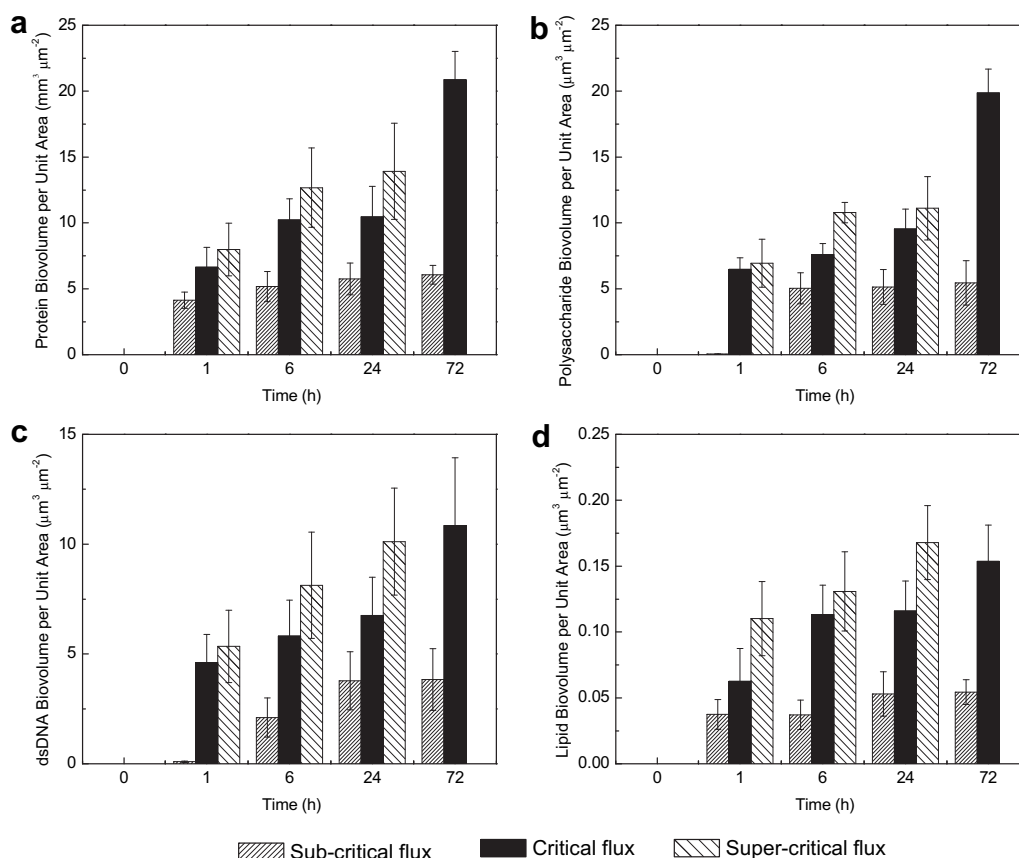 a
Protein Biovolume per Unit Area (mm³ μm⁻²)
25
20
15
10
5
0
0 1 6 24 72
Time (h)
b
Polysaccharide Biovolume per Unit Area (μm³ μm⁻²)
25
20
15
10
5
0
0 1 6 24 72
Time (h)
c
dsDNA Biovolume per Unit Area (μm³ μm⁻²)
15
10
5
0
0 1 6 24 72
Time (h)
d
Lipid Biovolume per Unit Area (μm³ μm⁻²)
0.25
0.20
0.15
0.10
0.05
0.00
0 1 6 24 72
Time (h)
Sub-critical flux Critical flux Super-critical flux